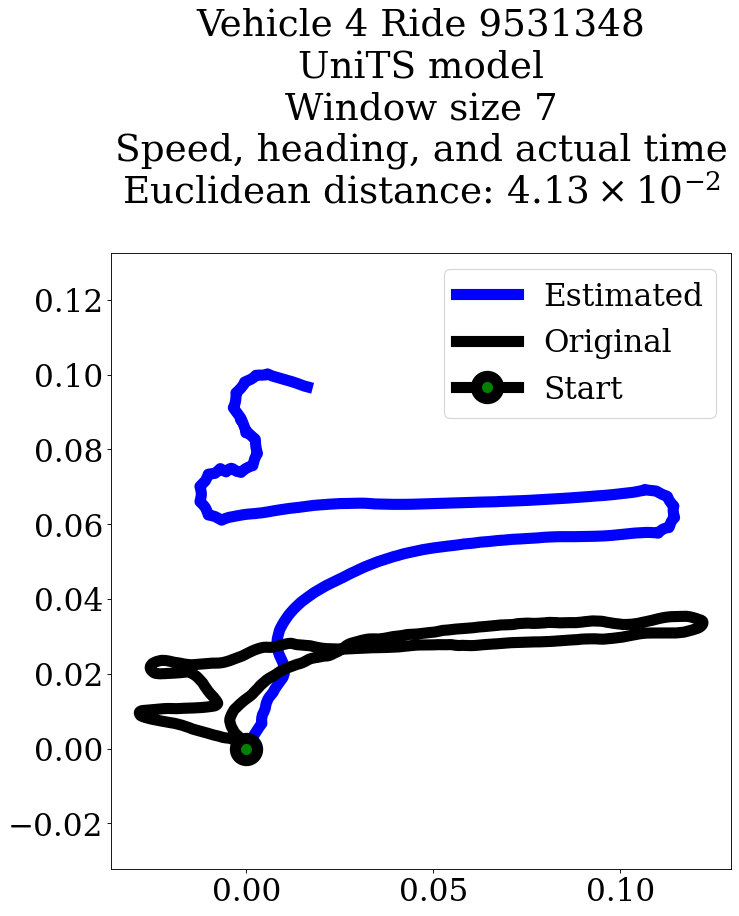 Vehicle 4 Ride 9531348
UniTS model
Window size 7
Speed, heading, and actual time
Euclidean distance: 4.13 × 10⁻²
Estimated
Original
Start
0.12
0.10
0.08
0.06
0.04
0.02
0.00
−0.02
0.00 0.05 0.10